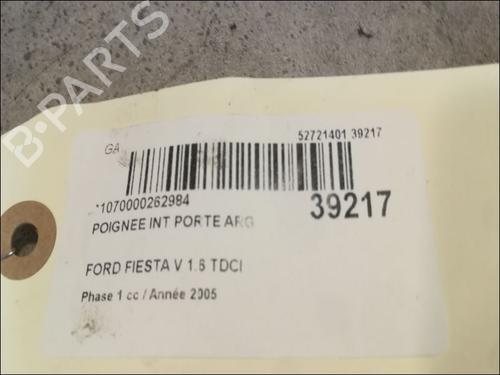 B-PARTS
GA
52721401 39217
*1070000262984
39217
POIGNEE INT PORTE ARG
FORD FIESTA V 1.6 TDCI
Phase 1 cc / Année 2005